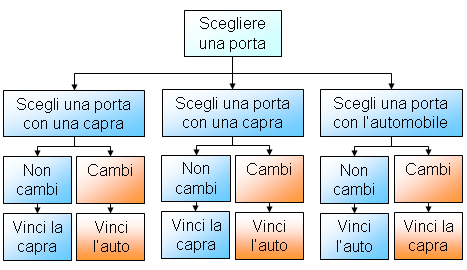 Scegliere
una porta
Scegli una porta
con una capra
Scegli una porta
con una capra
Scegli una porta
con l'automobile
Non
cambi
Cambi
Non
cambi
Cambi
Non
cambi
Cambi
Vinci la
capra
Vinci
l'auto
Vinci la
capra
Vinci
l'auto
Vinci
l'auto
Vinci la
capra